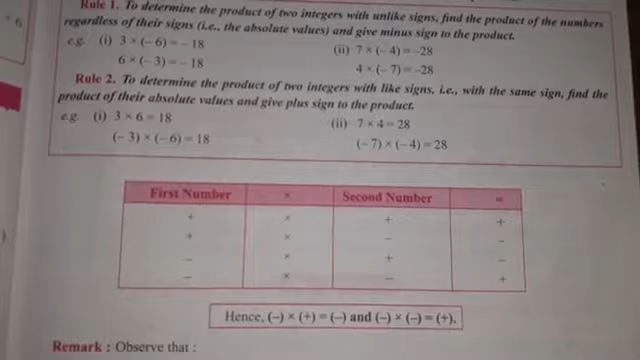 Rule 1. To determine the product of two integers with unlike signs, find the product of the numbers
regardless of their signs (i.e., the absolute values) and give minus sign to the product.
e.g. (i) 3 × (– 6) = – 18 (ii) 7 × (– 4) = –28
6 × (– 3) = – 18 4 × (– 7) = –28
Rule 2. To determine the product of two integers with like signs, i.e., with the same sign, find the
product of their absolute values and give plus sign to the product.
e.g. (i) 3 × 6 = 18 (ii) 7 × 4 = 28
(– 3) × (– 6) = 18 (– 7) × (– 4) = 28
First Number × Second Number =
+ × + +
+ × – –
– × + –
– × – +
Hence, (–) × (+) = (–) and (–) × (–) = (+).
Remark : Observe that :